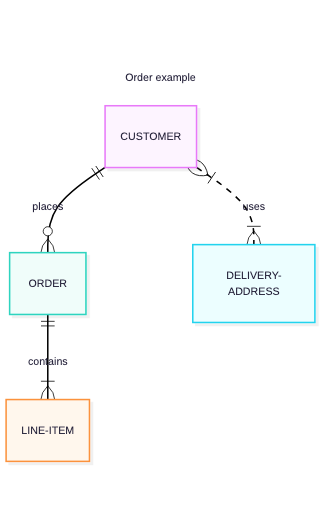 Order example
CUSTOMER
places
uses
ORDER
DELIVERY-
ADDRESS
contains
LINE-ITEM